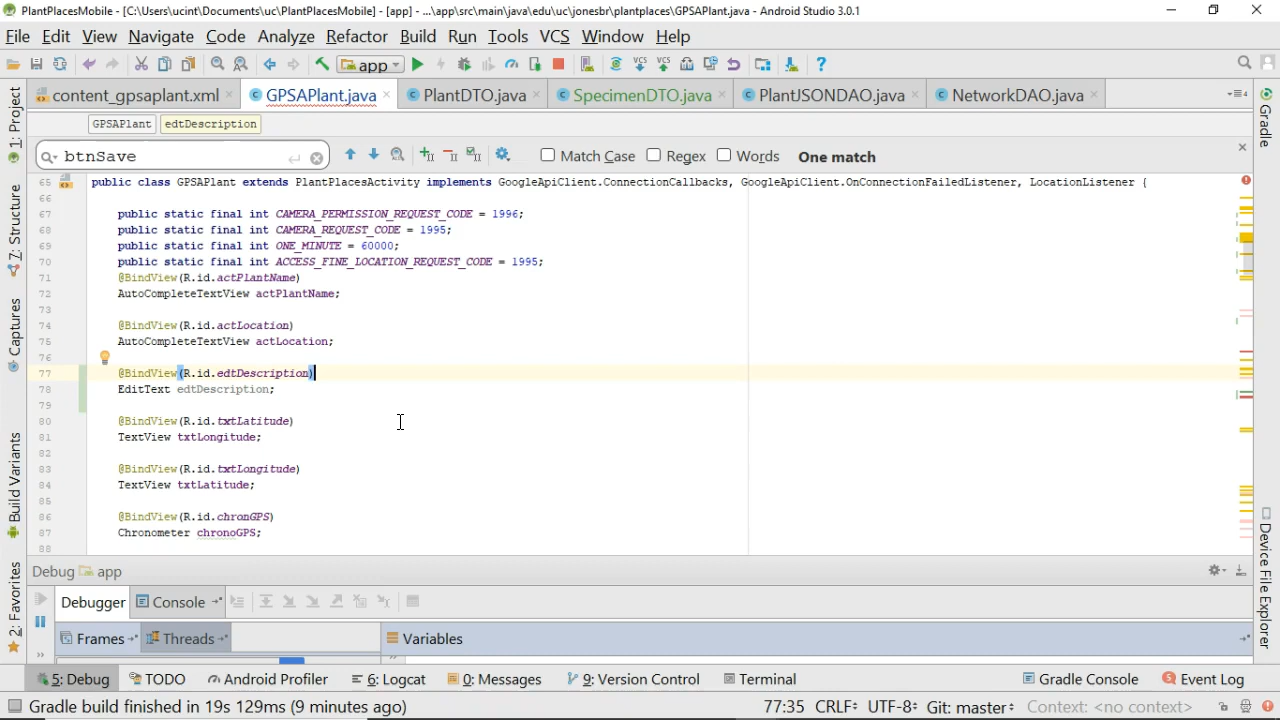 PlantPlacesMobile - [C:\Users\ucint\Documents\uc\PlantPlacesMobile] - [app] - ...\app\src\main\java\edu\uc\jonesbr\plantplaces\GPSAPlant.java - Android Studio 3.0.1
File Edit View Navigate Code Analyze Refactor Build Run Tools VCS Window Help
app
content_gpsaplant.xml GPSAPlant.java PlantDTO.java SpecimenDTO.java PlantJSONDAO.java NetworkDAO.java
GPSAPlant edtDescription
btnSave Match Case Regex Words One match
65 public class GPSAPlant extends PlantPlacesActivity implements GoogleApiClient.ConnectionCallbacks, GoogleApiClient.OnConnectionFailedListener, LocationListener {
66
67 public static final int CAMERA_PERMISSION_REQUEST_CODE = 1996;
68 public static final int CAMERA_REQUEST_CODE = 1995;
69 public static final int ONE_MINUTE = 60000;
70 public static final int ACCESS_FINE_LOCATION_REQUEST_CODE = 1995;
71 @BindView(R.id.actPlantName)
72 AutoCompleteTextView actPlantName;
73
74 @BindView(R.id.actLocation)
75 AutoCompleteTextView actLocation;
76
77 @BindView(R.id.edtDescription)
78 EditText edtDescription;
79
80 @BindView(R.id.txtLatitude)
81 TextView txtLongitude;
82
83 @BindView(R.id.txtLongitude)
84 TextView txtLatitude;
85
86 @BindView(R.id.chronGPS)
87 Chronometer chronoGPS;
88
1: Project
7: Structure
Captures
Build Variants
2: Favorites
Gradle
Device File Explorer
Debug app
Debugger Console
Frames Threads Variables
5: Debug TODO Android Profiler 6: Logcat 0: Messages 9: Version Control Terminal Gradle Console 5 Event Log
Gradle build finished in 19s 129ms (9 minutes ago) 77:35 CRLF UTF-8 Git: master Context: <no context>